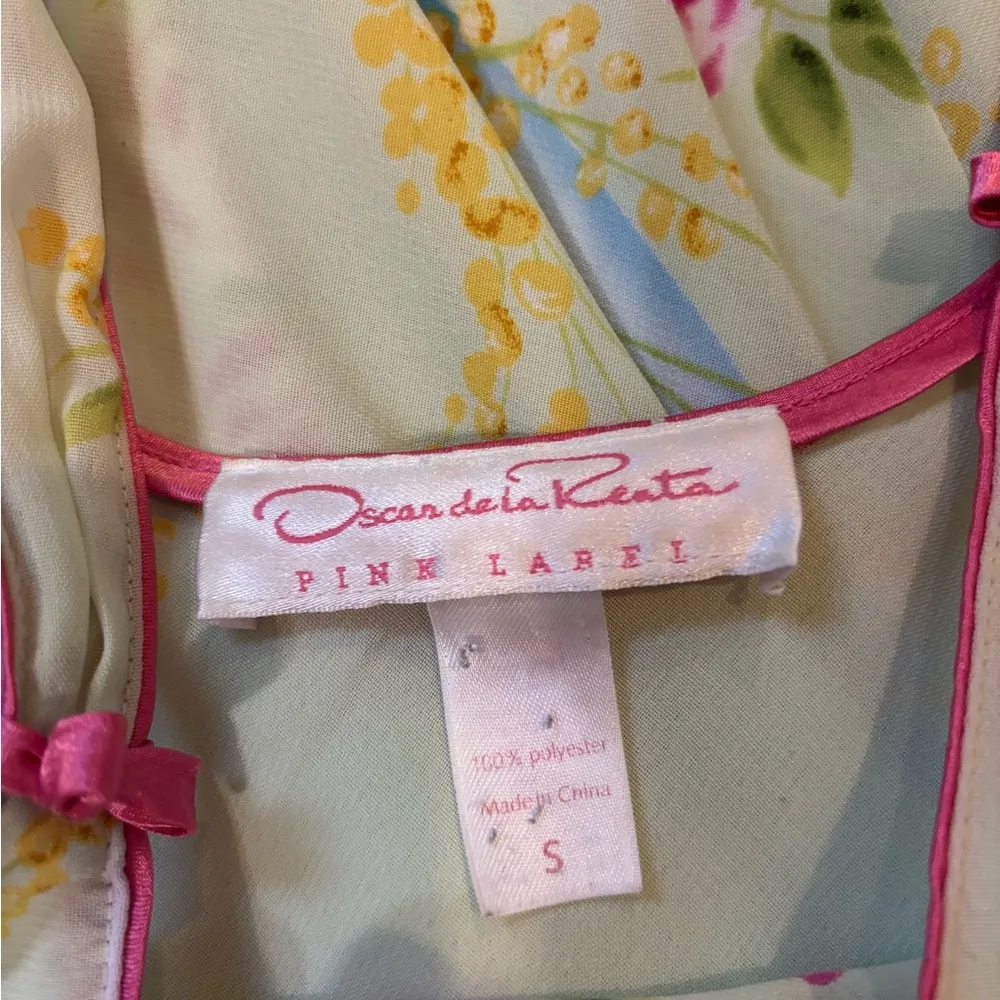 Oscar de la Renta
PINK LABEL
100% polyester
Made in China
S